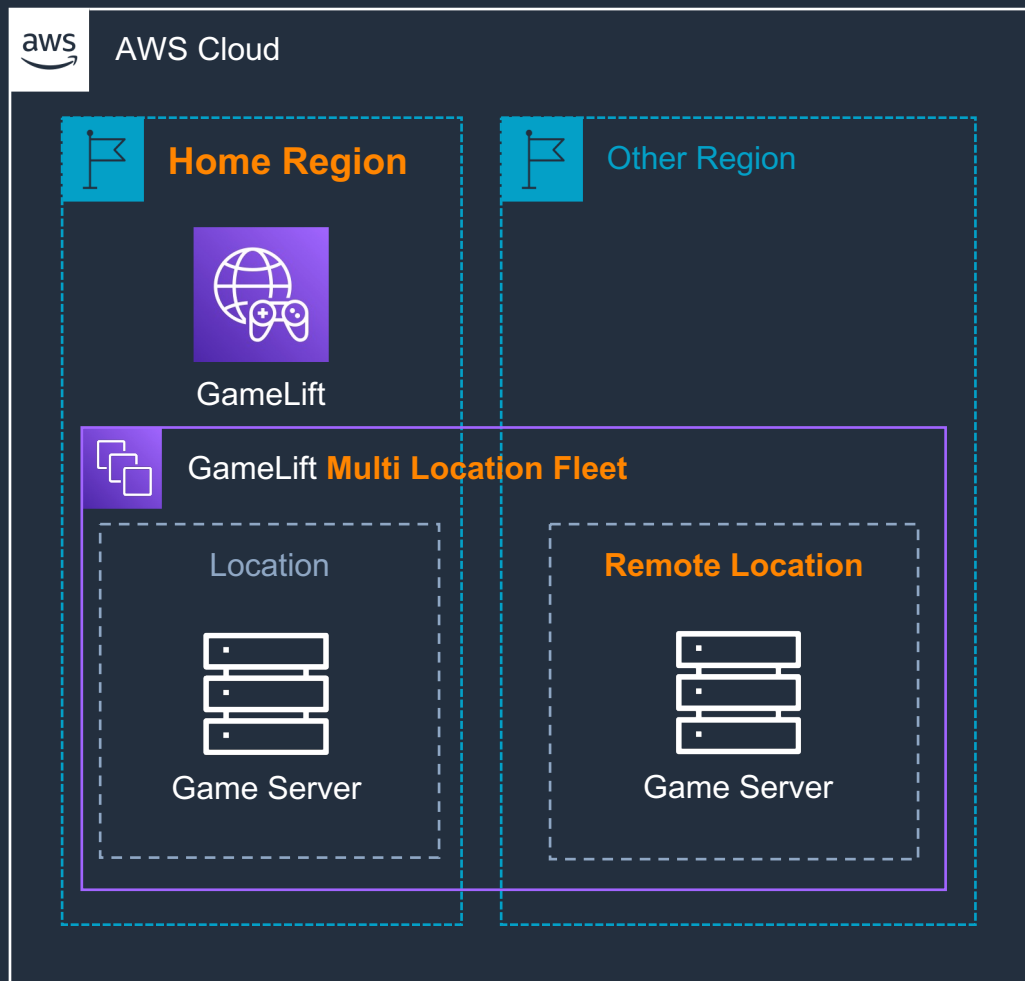 aws
AWS Cloud
Home Region
Other Region
GameLift
GameLift Multi Location Fleet
Location
Remote Location
Game Server
Game Server